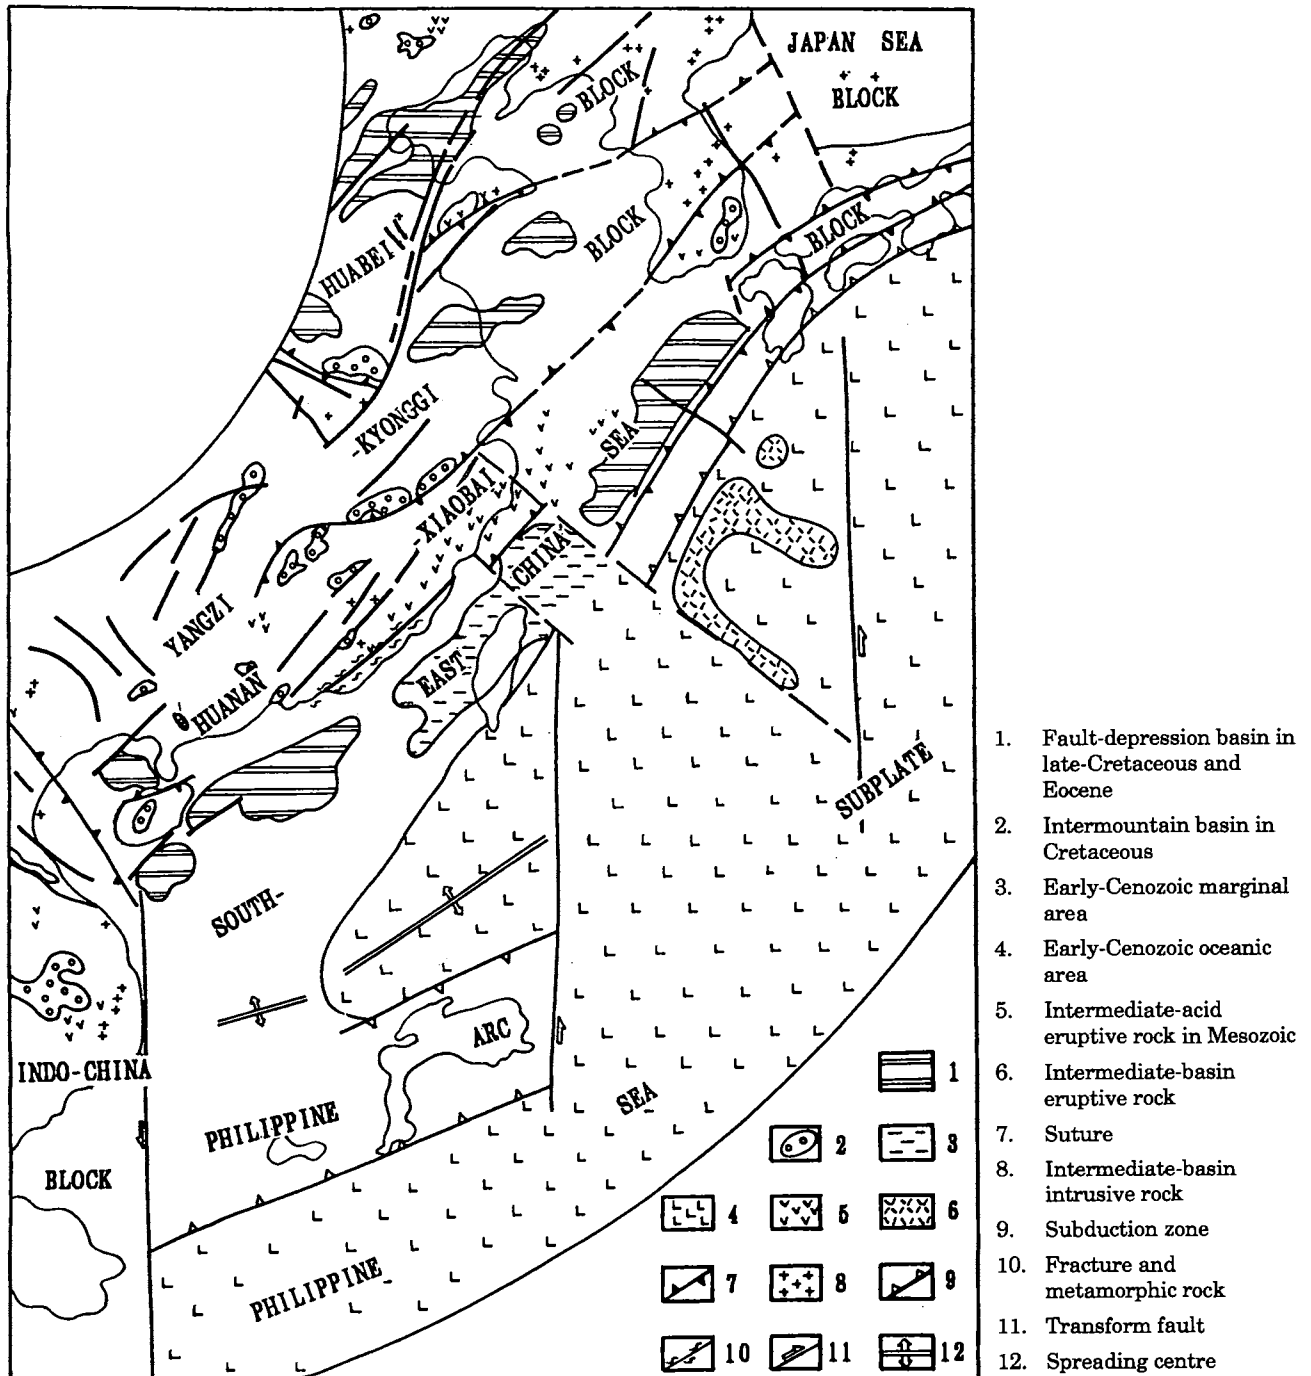 JAPAN SEA
BLOCK
BLOCK
BLOCK
BLOCK
HUABEI
-KYONGGI
SEA
-XIAOBAI
CHINA
YANGZI
EAST
HUANAN
SUBPLATE
SOUTH-
ARC
INDO-CHINA
SEA
PHILIPPINE
BLOCK
PHILIPPINE
1
2
3
4
5
6
7
8
9
10
11
12
1. Fault-depression basin in
late-Cretaceous and
Eocene
2. Intermountain basin in
Cretaceous
3. Early-Cenozoic marginal
area
4. Early-Cenozoic oceanic
area
5. Intermediate-acid
eruptive rock in Mesozoic
6. Intermediate-basin
eruptive rock
7. Suture
8. Intermediate-basin
intrusive rock
9. Subduction zone
10. Fracture and
metamorphic rock
11. Transform fault
12. Spreading centre